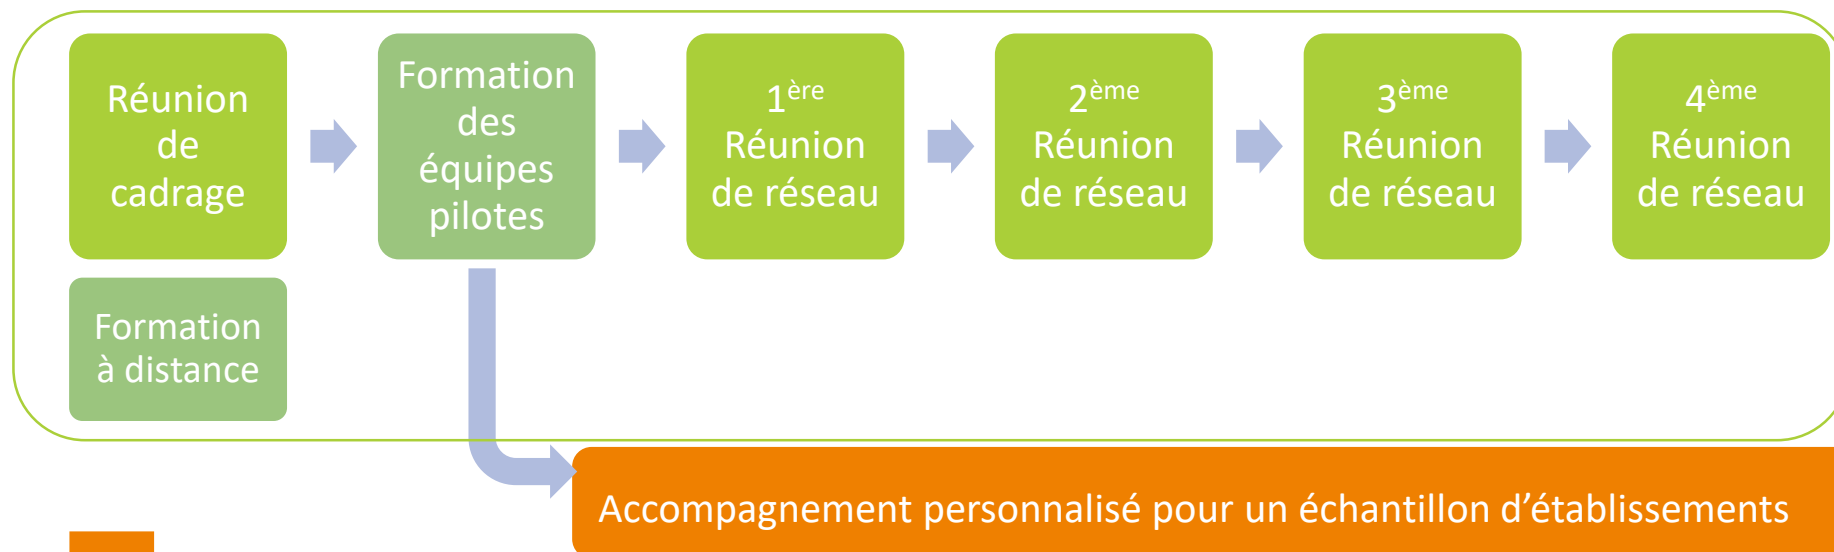 Réunion
de
cadrage
Formation
des
équipes
pilotes
1ère
Réunion
de réseau
2ème
Réunion
de réseau
3ème
Réunion
de réseau
4ème
Réunion
de réseau
Formation
à distance
Accompagnement personnalisé pour un échantillon d’établissements